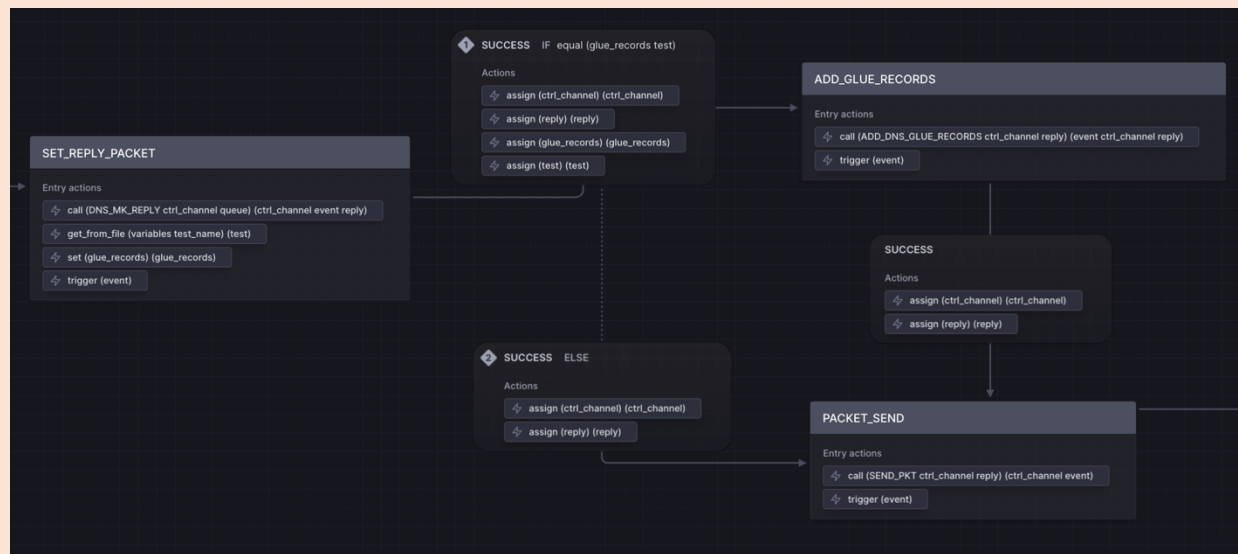 SET_REPLY_PACKET
Entry actions
call (DNS_MK_REPLY ctrl_channel queue) (ctrl_channel event reply)
get_from_file (variables test_name) (test)
set (glue_records) (glue_records)
trigger (event)
1 SUCCESS IF equal (glue_records test)
Actions
assign (ctrl_channel) (ctrl_channel)
assign (reply) (reply)
assign (glue_records) (glue_records)
assign (test) (test)
2 SUCCESS ELSE
Actions
assign (ctrl_channel) (ctrl_channel)
assign (reply) (reply)
ADD_GLUE_RECORDS
Entry actions
call (ADD_DNS_GLUE_RECORDS ctrl_channel reply) (event ctrl_channel reply)
trigger (event)
SUCCESS
Actions
assign (ctrl_channel) (ctrl_channel)
assign (reply) (reply)
PACKET_SEND
Entry actions
call (SEND_PKT ctrl_channel reply) (ctrl_channel event)
trigger (event)